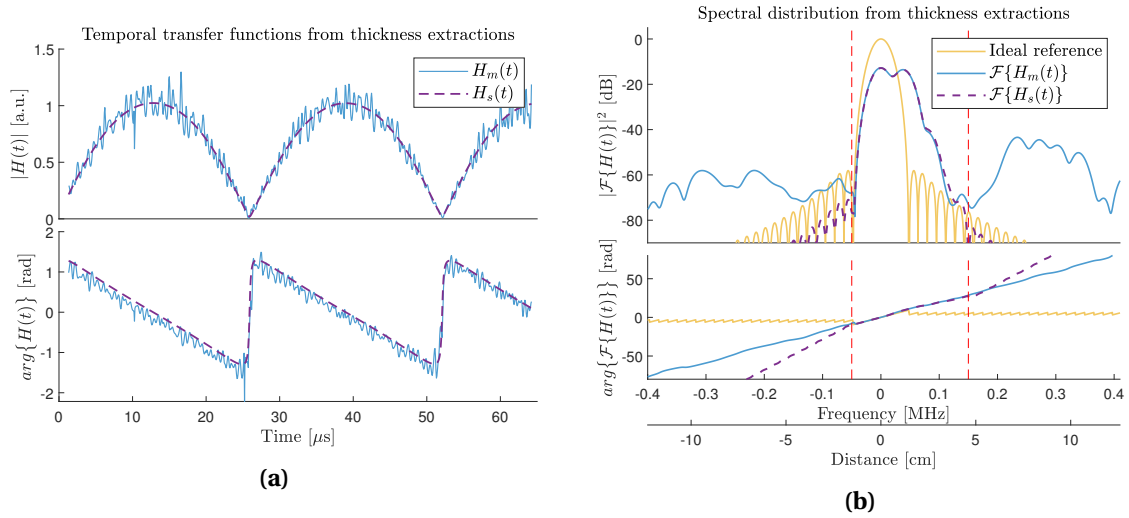 Temporal transfer functions from thickness extractions
1.5
1
0.5
0
|H(t)| [a.u.]
H_m(t)
H_s(t)
2
1
0
-1
-2
arg{H(t)} [rad]
0 10 20 30 40 50 60
Time [μs]
(a)
Spectral distribution from thickness extractions
0
-20
-40
-60
-80
|ℱ{H(t)}|² [dB]
Ideal reference
ℱ{H_m(t)}
ℱ{H_s(t)}
50
0
-50
arg{ℱ{H(t)}} [rad]
-0.4 -0.3 -0.2 -0.1 0 0.1 0.2 0.3 0.4
Frequency [MHz]
-10 -5 0 5 10
Distance [cm]
(b)